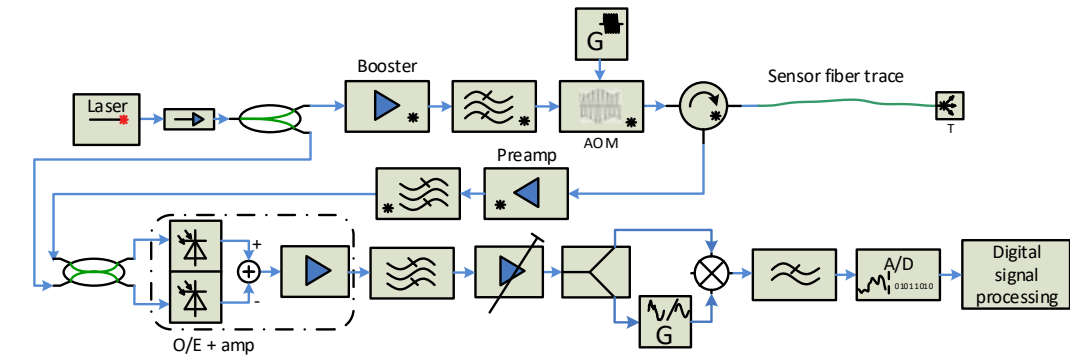 G
Booster
Sensor fiber trace
Laser
AOM
T
Preamp
+
-
A/D
01011010
Digital
signal
processing
G
O/E + amp